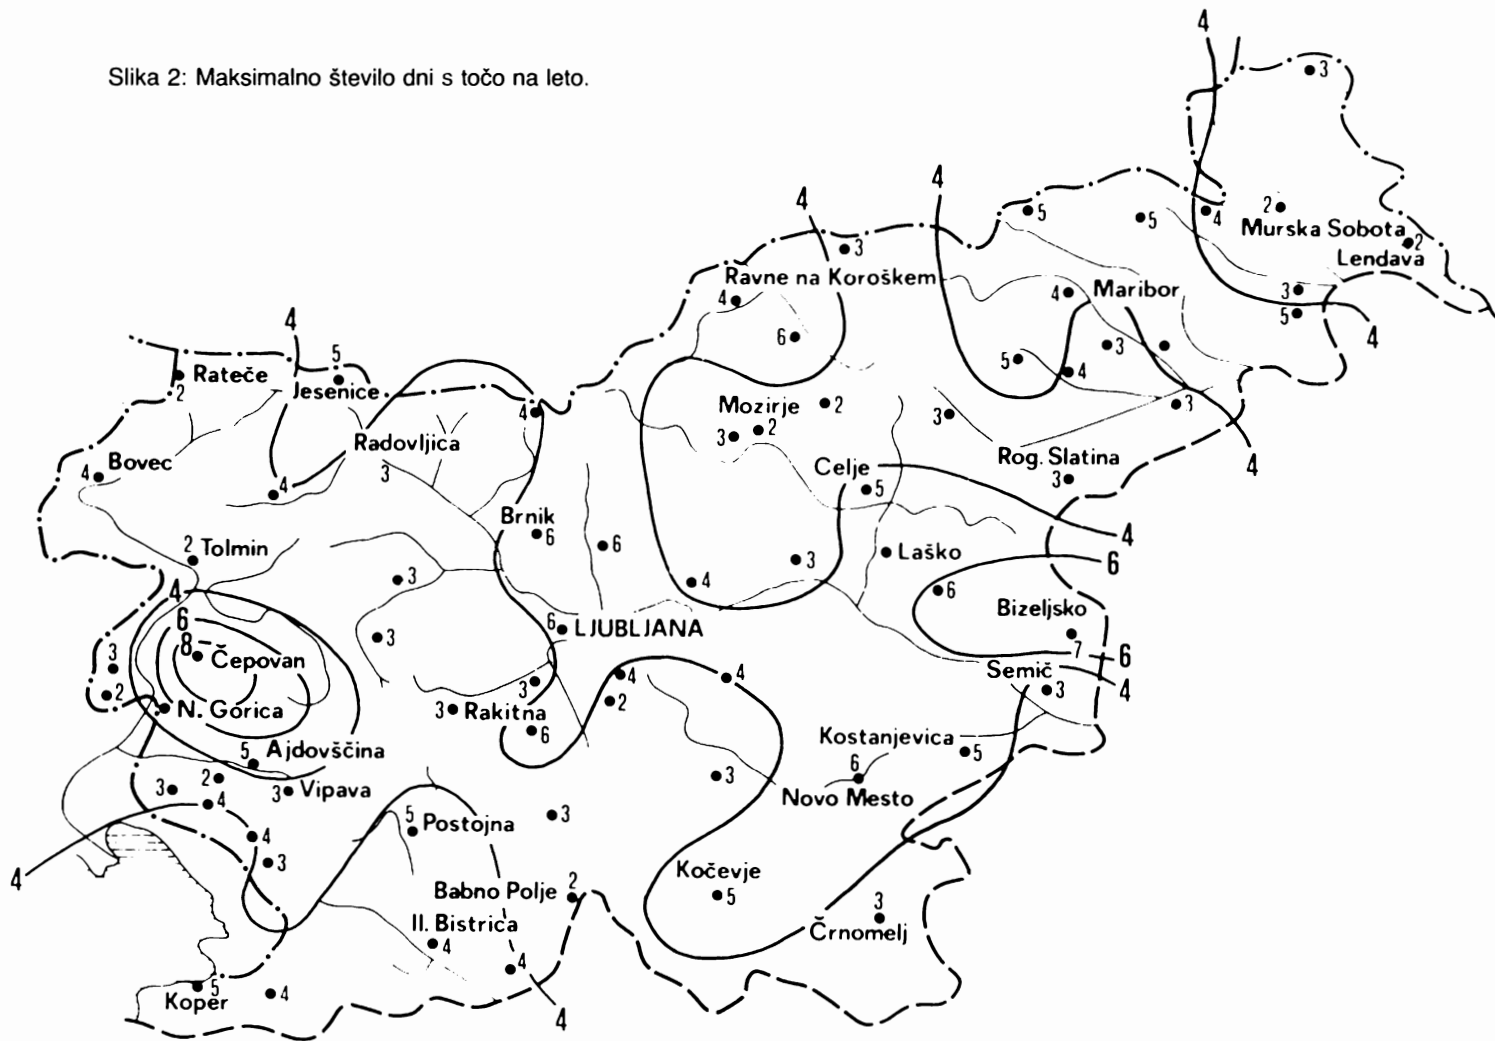 Slika 2: Maksimalno število dni s točo na leto.
4
3
4
4
5
5
4
2
Murska Sobota
2
Lendava
3
Ravne na Koroškem
4
4
Maribor
3
5
4
6
4
5
Rateče
2
Jesenice
5
4
3
3
4
Mozirje
2
3
2
3
4
Radovljica
3
Bovec
4
4
Celje
5
Rog. Slatina
3
4
Brnik
6
6
2
Tolmin
3
4
3
Laško
6
4
6
8
Čepovan
3
2
3
6
LJUBLJANA
6
Bizeljsko
7
6
Semič
4
3
N. Gorica
3
Rakitna
3
6
4
2
4
Ajdovščina
5
2
3
4
3
Vipava
Kostanjevica
5
6
Novo Mesto
3
4
3
5
Postojna
3
4
Babno Polje
2
Kočevje
5
Il. Bistrica
4
4
3
Črnomelj
5
Koper
4
4